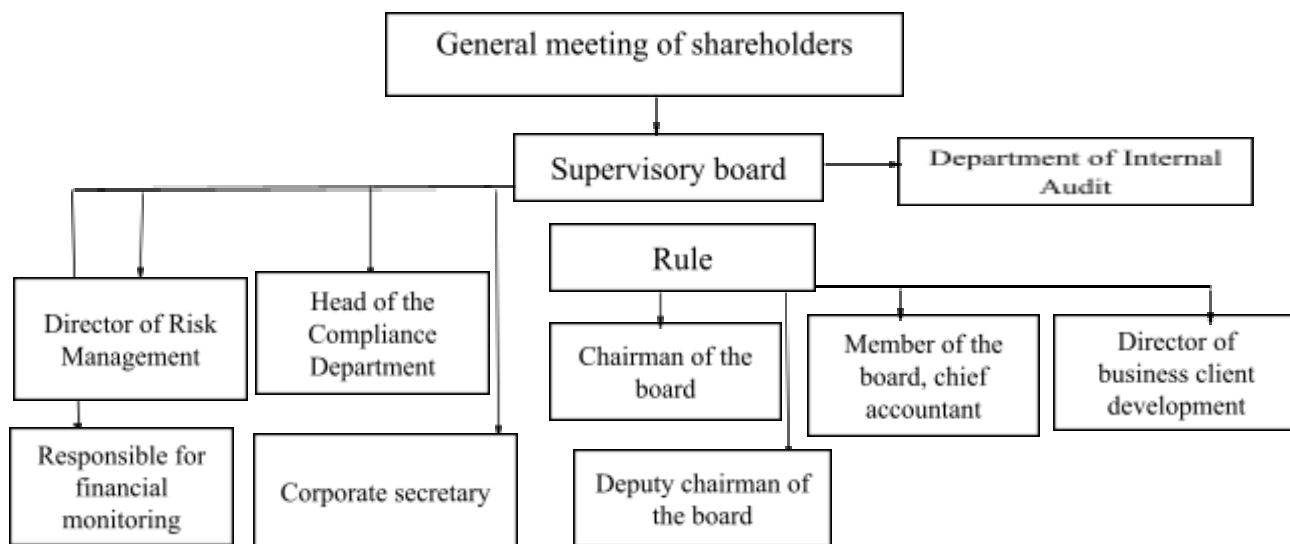 General meeting of shareholders
Supervisory board
Department of Internal
Audit
Rule
Director of Risk
Management
Head of the
Compliance
Department
Chairman of the
board
Member of the
board, chief
accountant
Director of
business client
development
Responsible for
financial
monitoring
Corporate secretary
Deputy chairman of
the board